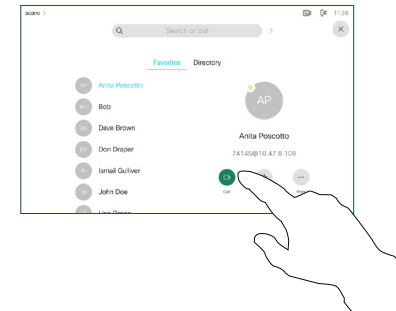 acano >
11:28
Search or dial
Favorites Directory
AP Anita Poscotto
Bob
Dave Brown
Don Draper
Ismail Gulliver
John Doe
AP
Anita Poscotto
74145@10.47.8.108
Call